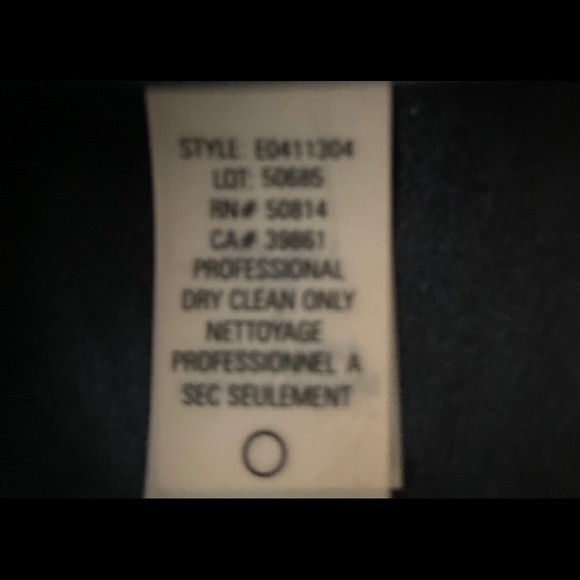 STYLE: E0411304
LOT: 50685
RN# 50814
CA# 39861
PROFESSIONAL
DRY CLEAN ONLY
NETTOYAGE
PROFESSIONNEL A
SEC SEULEMENT